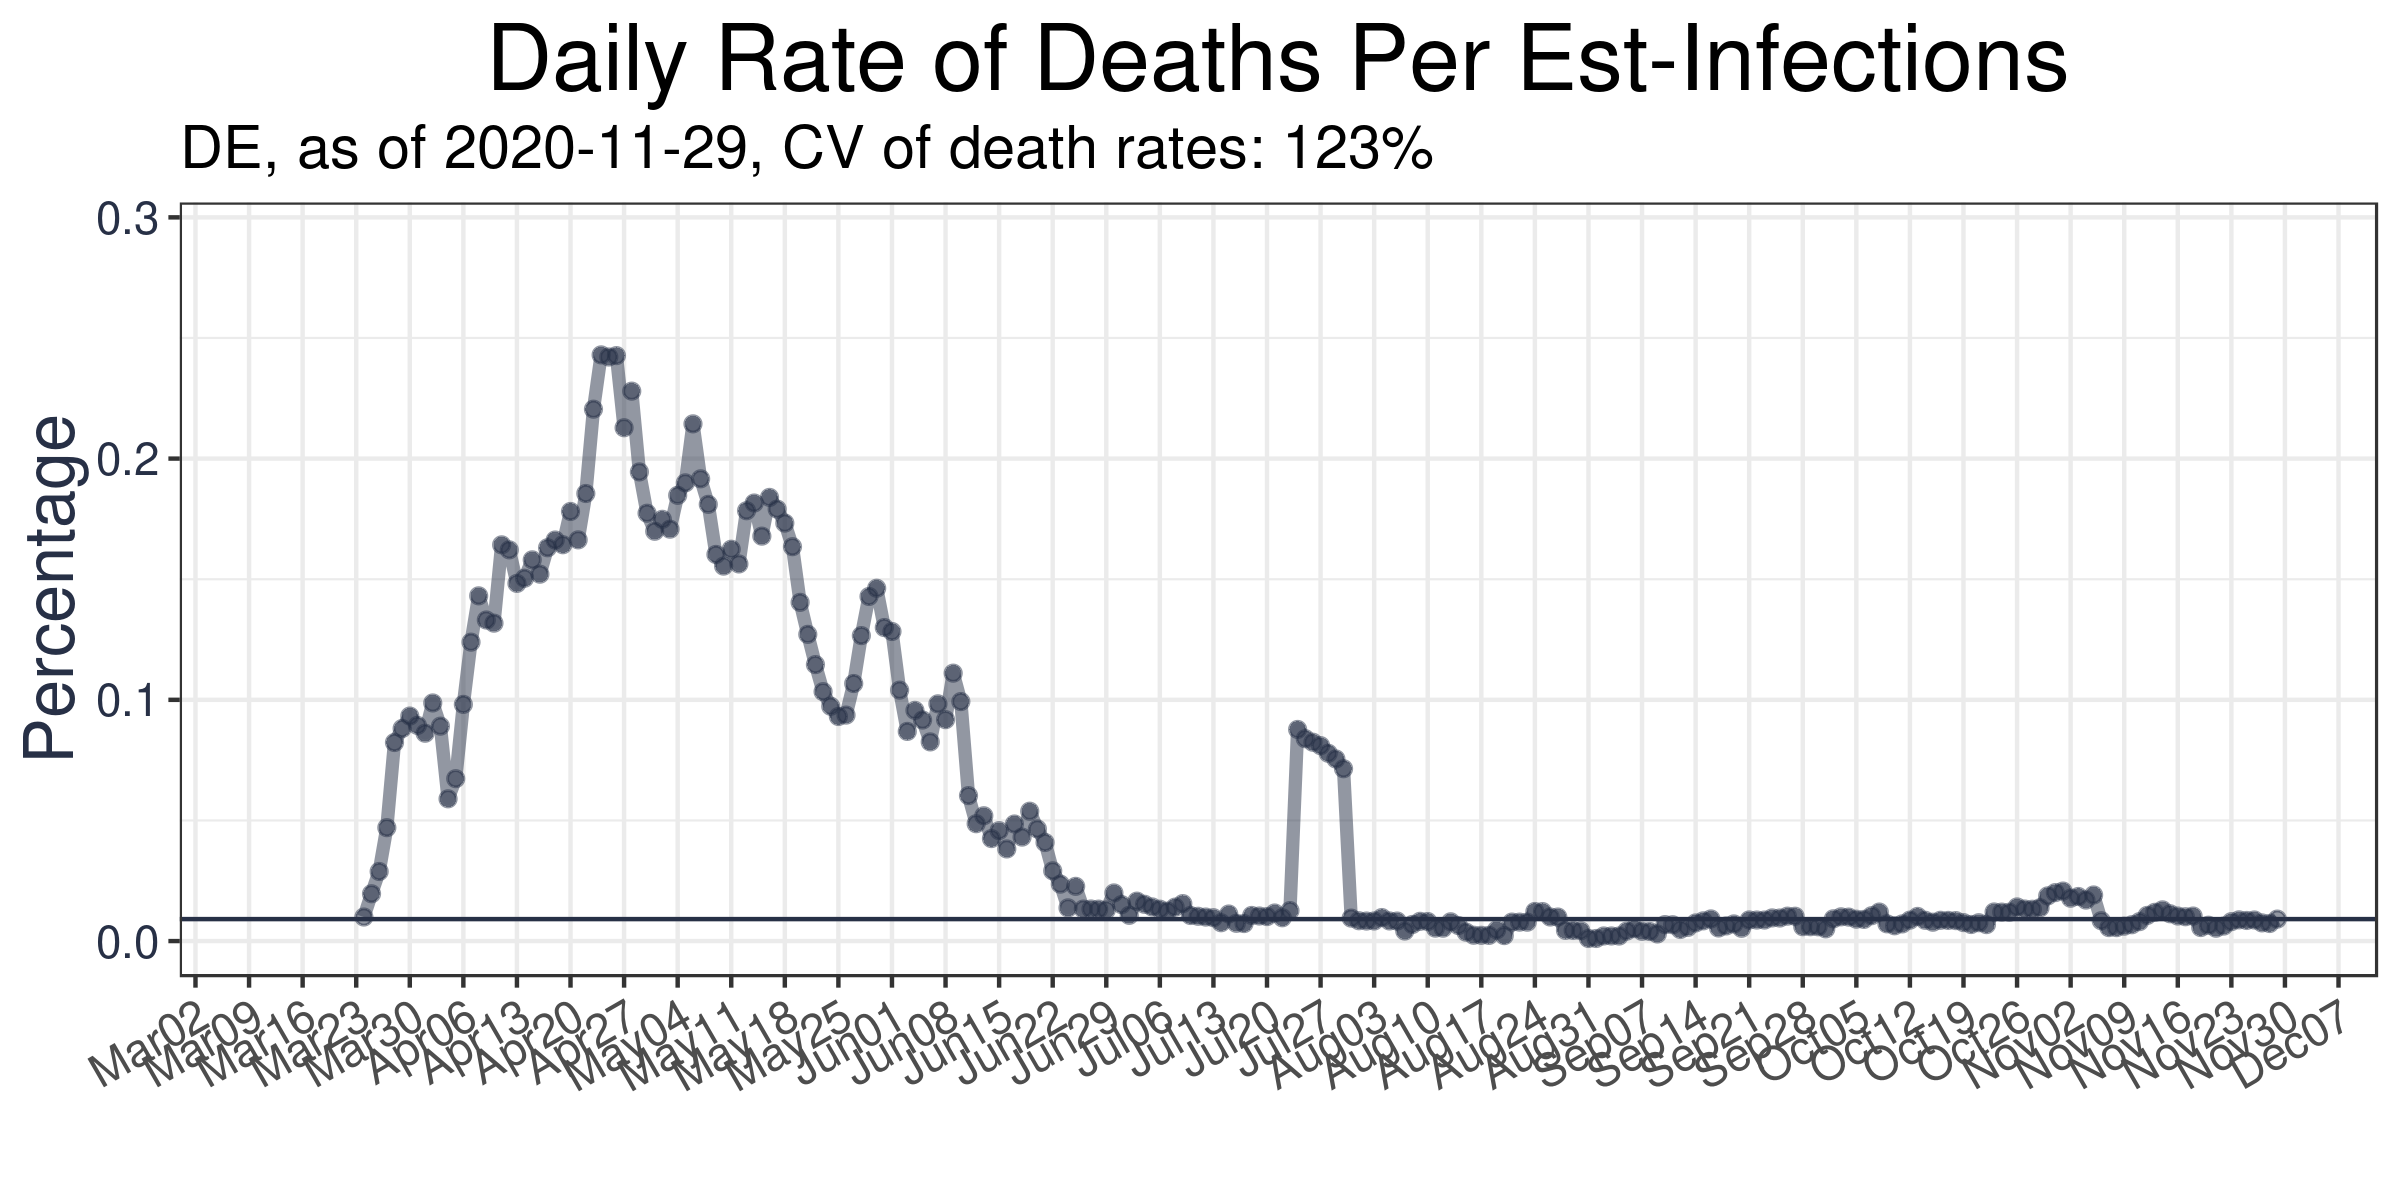 Daily Rate of Deaths Per Est-Infections
DE, as of 2020-11-29, CV of death rates: 123%
Percentage
0.3
0.2
0.1
0.0
Mar02
Mar09
Mar16
Mar23
Mar30
Apr06
Apr13
Apr20
Apr27
May04
May11
May18
May25
Jun01
Jun08
Jun15
Jun22
Jun29
Jul06
Jul13
Jul20
Jul27
Aug03
Aug10
Aug17
Aug24
Aug31
Sep07
Sep14
Sep21
Sep28
Oct05
Oct12
Oct19
Oct26
Nov02
Nov09
Nov16
Nov23
Nov30
Dec07